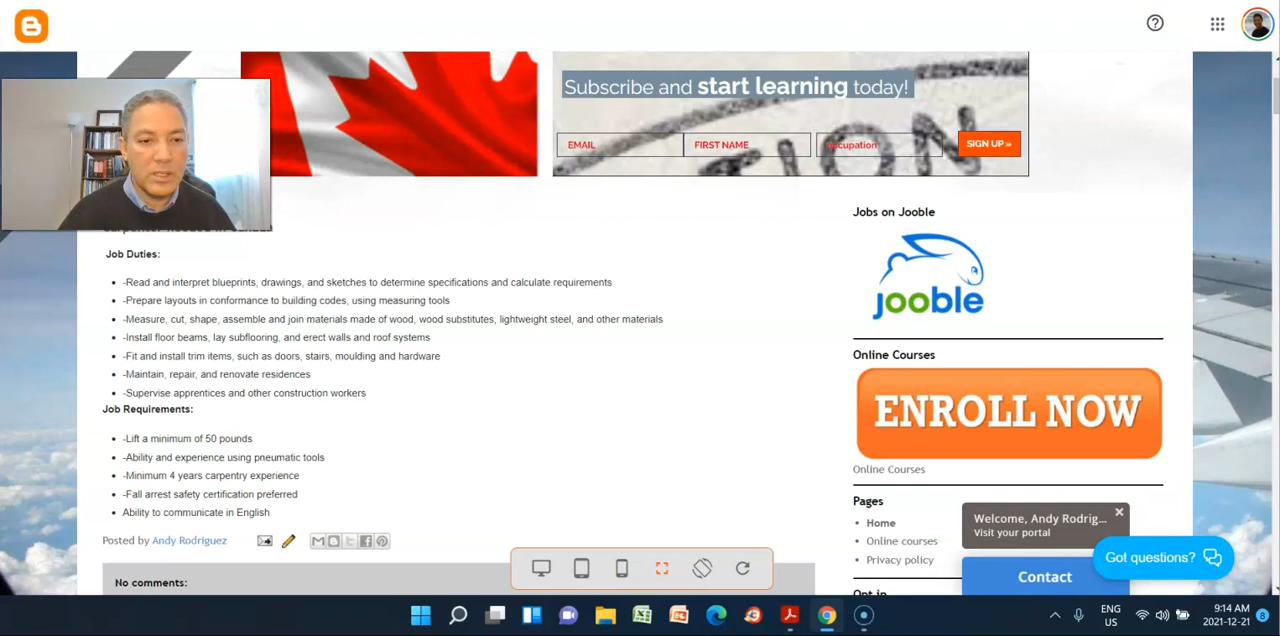 Subscribe and start learning today!
EMAIL
FIRST NAME
occupation
SIGN UP »
Jobs on Jooble
jooble
Job Duties:
-Read and interpret blueprints, drawings, and sketches to determine specifications and calculate requirements
-Prepare layouts in conformance to building codes, using measuring tools
-Measure, cut, shape, assemble and join materials made of wood, wood substitutes, lightweight steel, and other materials
-Install floor beams, lay subflooring, and erect walls and roof systems
-Fit and install trim items, such as doors, stairs, moulding and hardware
-Maintain, repair, and renovate residences
-Supervise apprentices and other construction workers
Job Requirements:
-Lift a minimum of 50 pounds
-Ability and experience using pneumatic tools
-Minimum 4 years carpentry experience
-Fall arrest safety certification preferred
Ability to communicate in English
Posted by Andy Rodriguez
No comments:
Online Courses
ENROLL NOW
Online Courses
Pages
Home
Online courses
Privacy policy
Welcome, Andy Rodrig...
Visit your portal
Got questions?
Contact
ENG
US
9:14 AM
2021-12-21
8